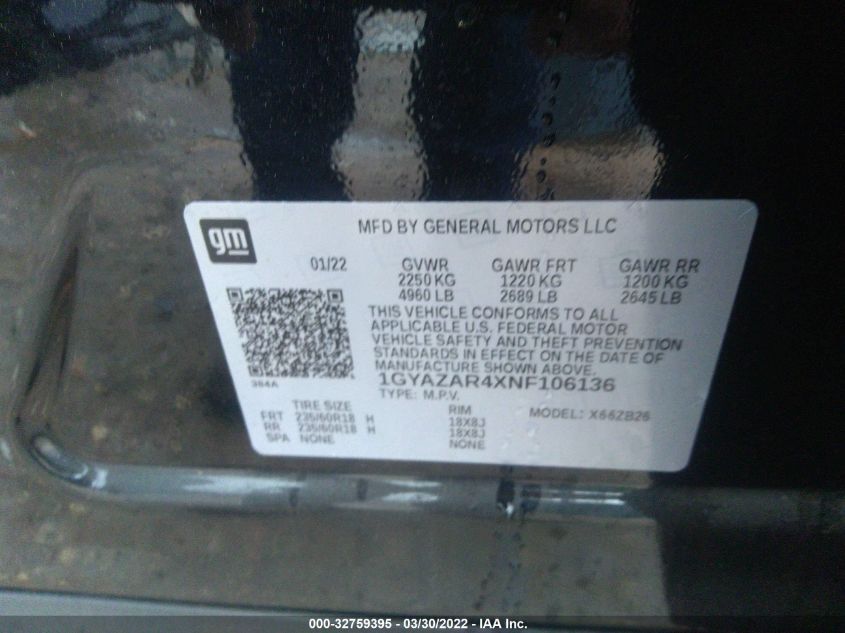 gm
MFD BY GENERAL MOTORS LLC
01/22 GVWR GAWR FRT GAWR RR
2250 KG 1220 KG 1200 KG
4960 LB 2689 LB 2645 LB
THIS VEHICLE CONFORMS TO ALL
APPLICABLE U.S. FEDERAL MOTOR
VEHICLE SAFETY AND THEFT PREVENTION
STANDARDS IN EFFECT ON THE DATE OF
MANUFACTURE SHOWN ABOVE.
384A
1GYAZAR4XNF106136
TYPE: M.P.V.
TIRE SIZE RIM MODEL: X66ZB26
FRT 235/60R18 H 18X8J
RR 235/60R18 H 18X8J
SPA NONE NONE
000-32759395 - 03/30/2022 - IAA Inc.